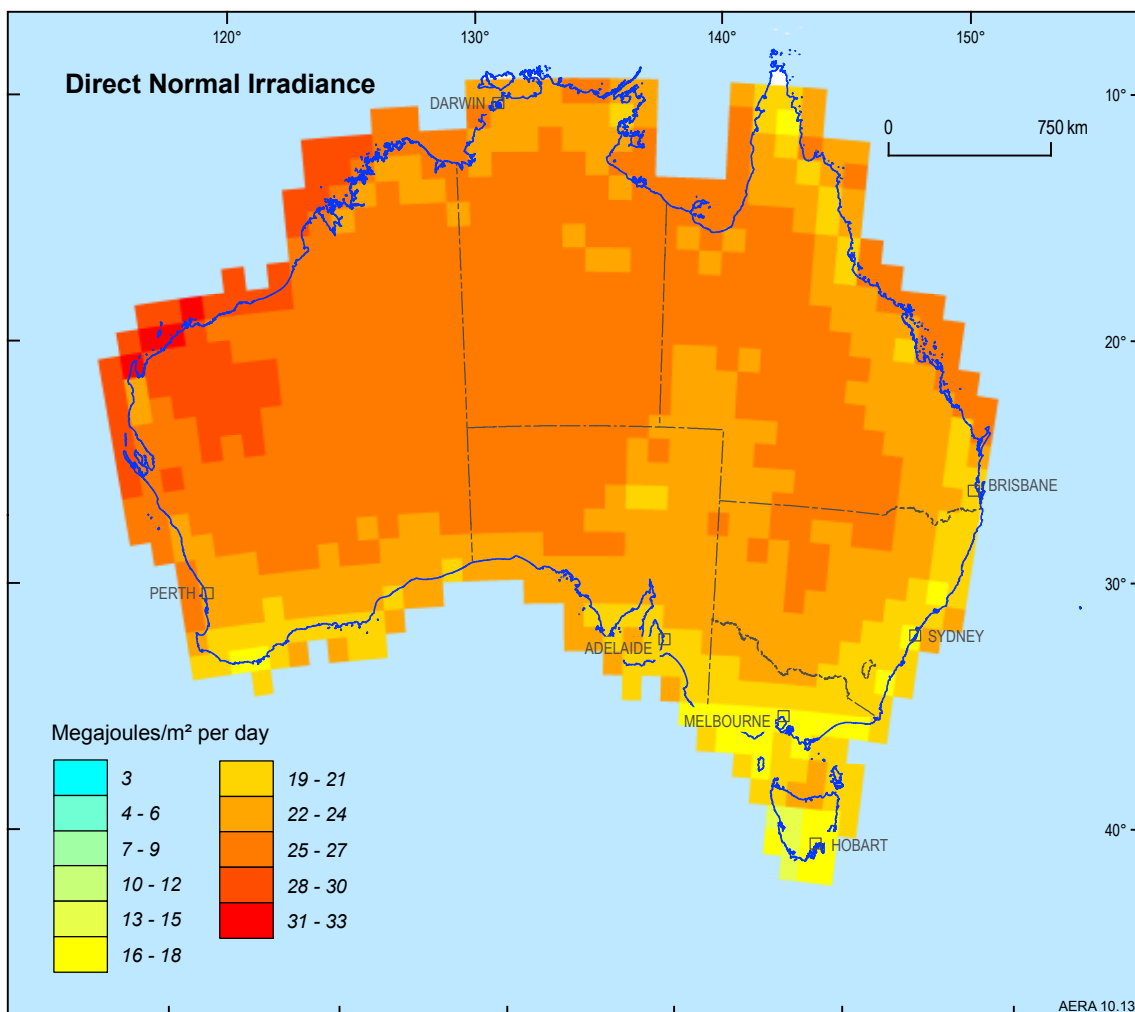 120°
130°
140°
150°
Direct Normal Irradiance
DARWIN
10°
0
750 km
20°
BRISBANE
30°
PERTH
SYDNEY
ADELAIDE
MELBOURNE
Megajoules/m² per day
3
4 - 6
7 - 9
10 - 12
13 - 15
16 - 18
19 - 21
22 - 24
25 - 27
28 - 30
31 - 33
40°
HOBART
AERA 10.13